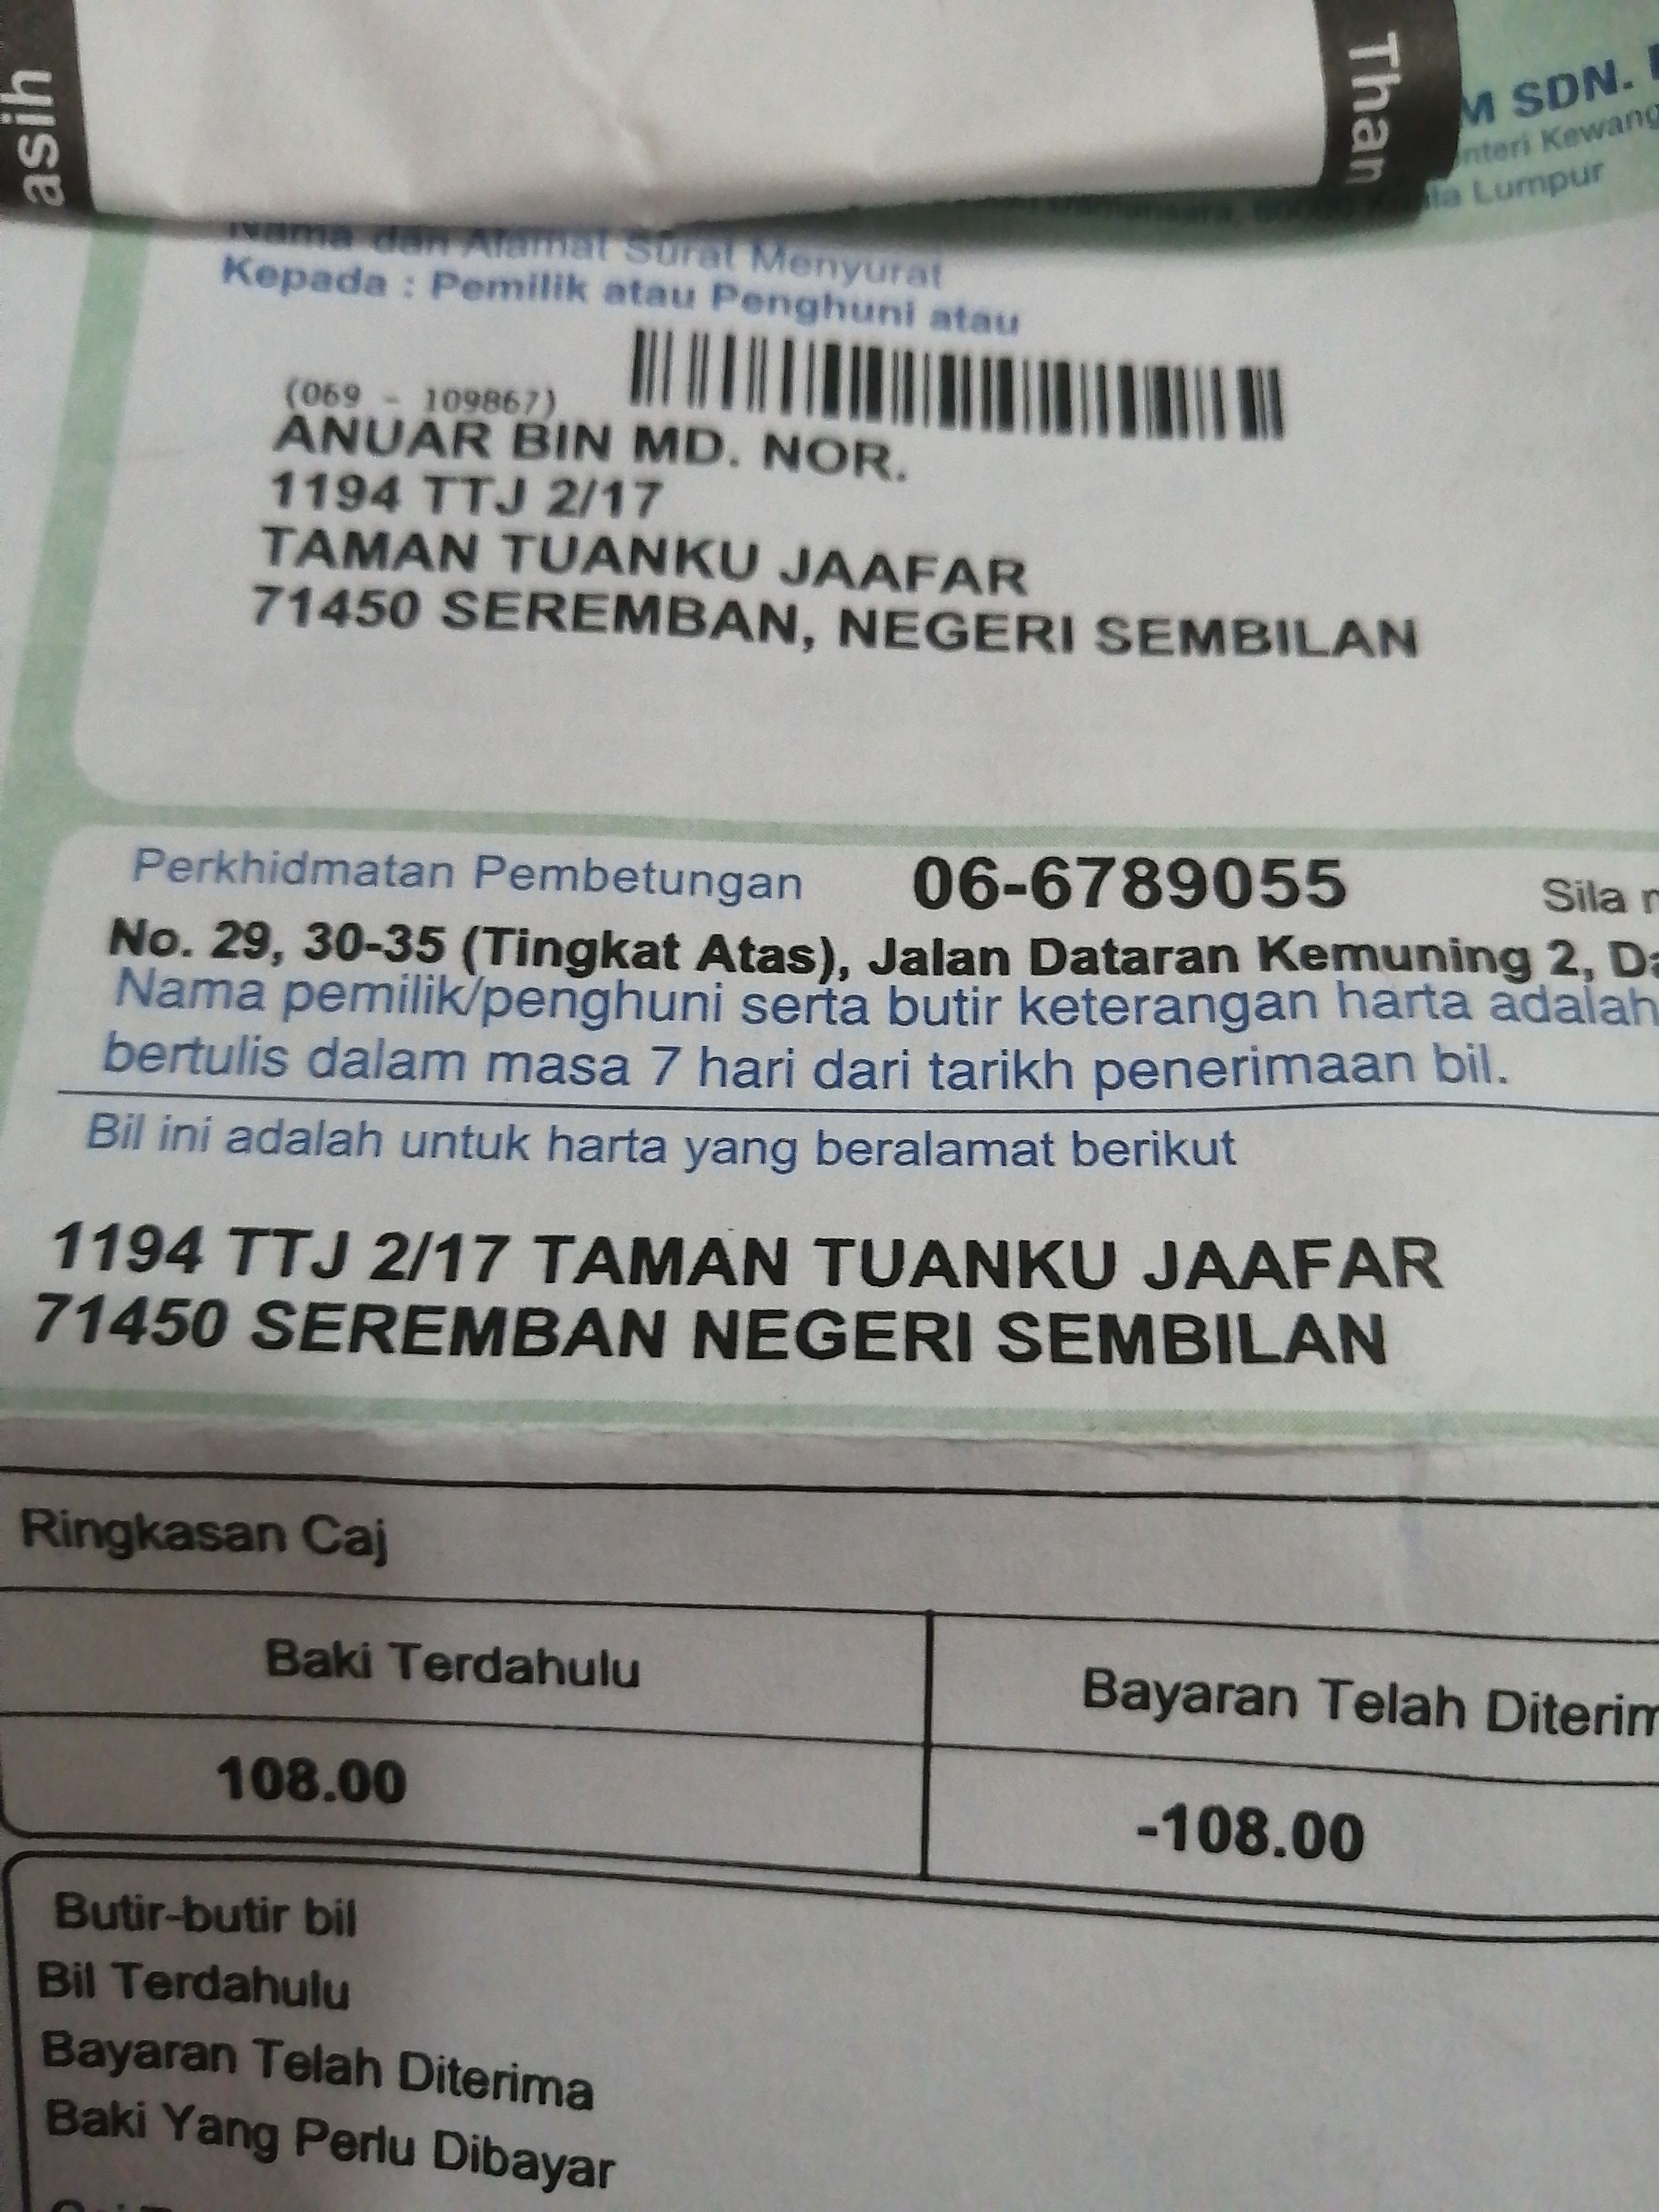 asih
Than
M SDN.
nteri Kewang
la Lumpur
Nama dan Alamat Surat Menyurat
Kepada : Pemilik atau Penghuni atau
(069 - 109867)
ANUAR BIN MD. NOR.
1194 TTJ 2/17
TAMAN TUANKU JAAFAR
71450 SEREMBAN, NEGERI SEMBILAN
Perkhidmatan Pembetungan 06-6789055 Sila
No. 29, 30-35 (Tingkat Atas), Jalan Dataran Kemuning 2,
Nama pemilik/penghuni serta butir keterangan harta adalah
bertulis dalam masa 7 hari dari tarikh penerimaan bil.
Bil ini adalah untuk harta yang beralamat berikut
1194 TTJ 2/17 TAMAN TUANKU JAAFAR
71450 SEREMBAN NEGERI SEMBILAN
Ringkasan Caj
Baki Terdahulu Bayaran Telah Diterim
108.00 -108.00
Butir-butir bil
Bil Terdahulu
Bayaran Telah Diterima
Baki Yang Perlu Dibayar